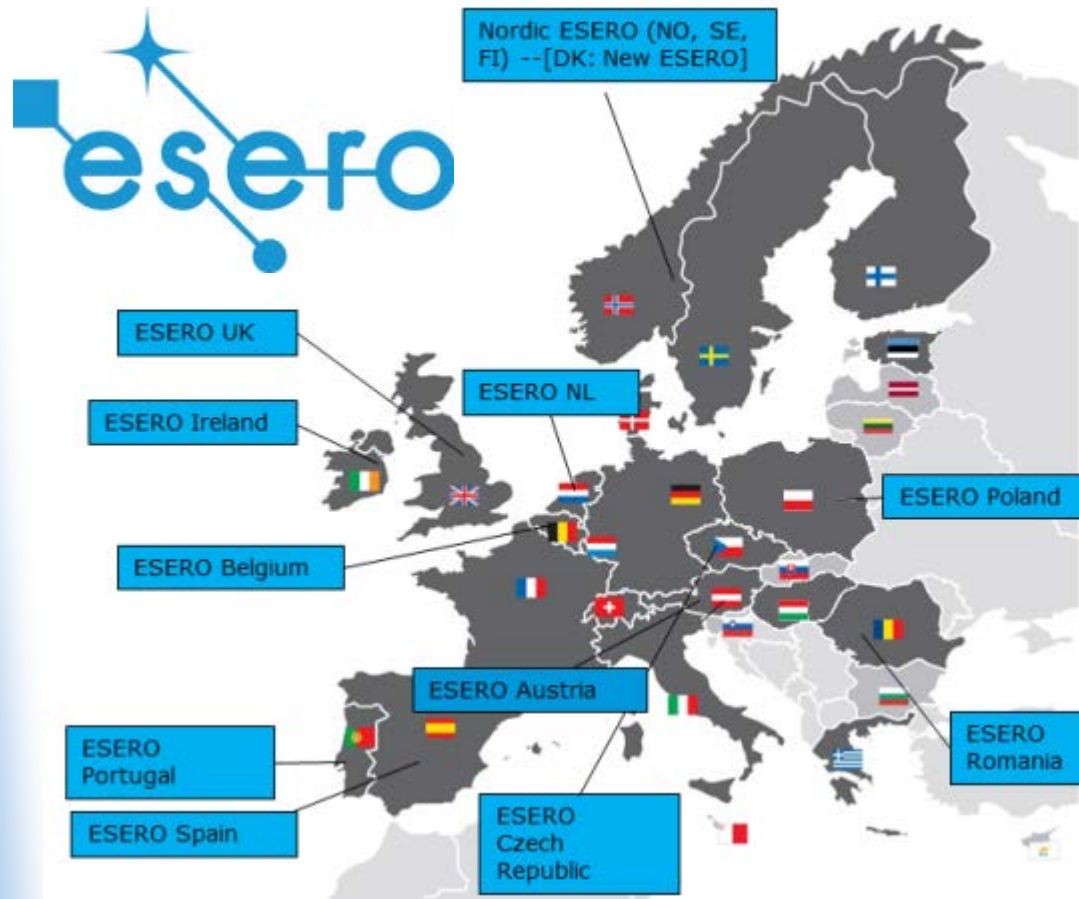 esero
Nordic ESERO (NO, SE,
FI) --[DK: New ESERO]
ESERO UK
ESERO NL
ESERO Ireland
ESERO Poland
ESERO Belgium
ESERO Austria
ESERO
Portugal
ESERO
Romania
ESERO Spain
ESERO
Czech
Republic